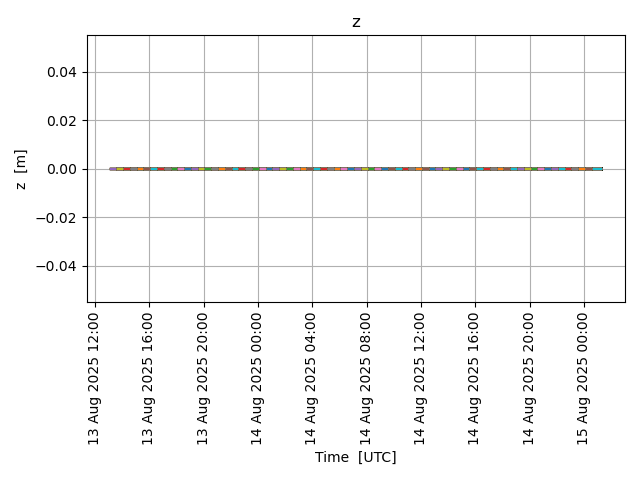 z
0.04
0.02
0.00
−0.02
−0.04
z [m]
13 Aug 2025 12:00
13 Aug 2025 16:00
13 Aug 2025 20:00
14 Aug 2025 00:00
14 Aug 2025 04:00
14 Aug 2025 08:00
14 Aug 2025 12:00
14 Aug 2025 16:00
14 Aug 2025 20:00
15 Aug 2025 00:00
Time [UTC]